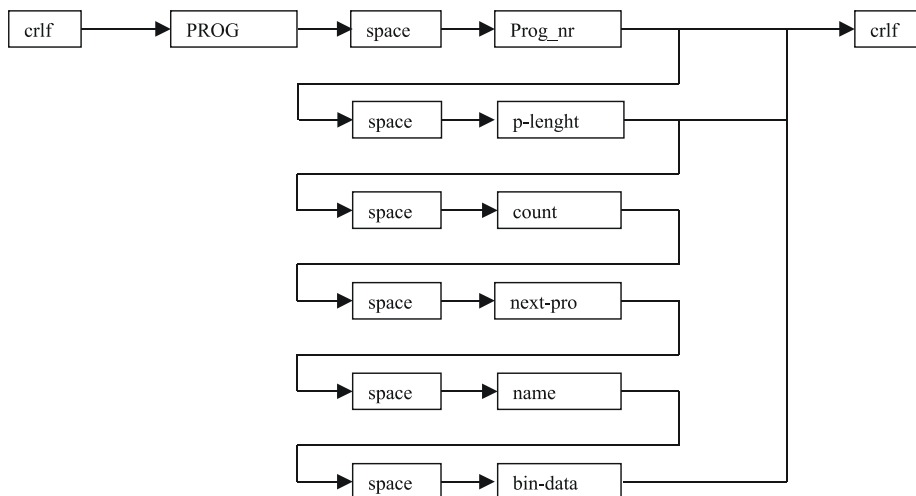 crlf PROG space Prog_nr crlf
space p-lenght
space count
space next-pro
space name
space bin-data